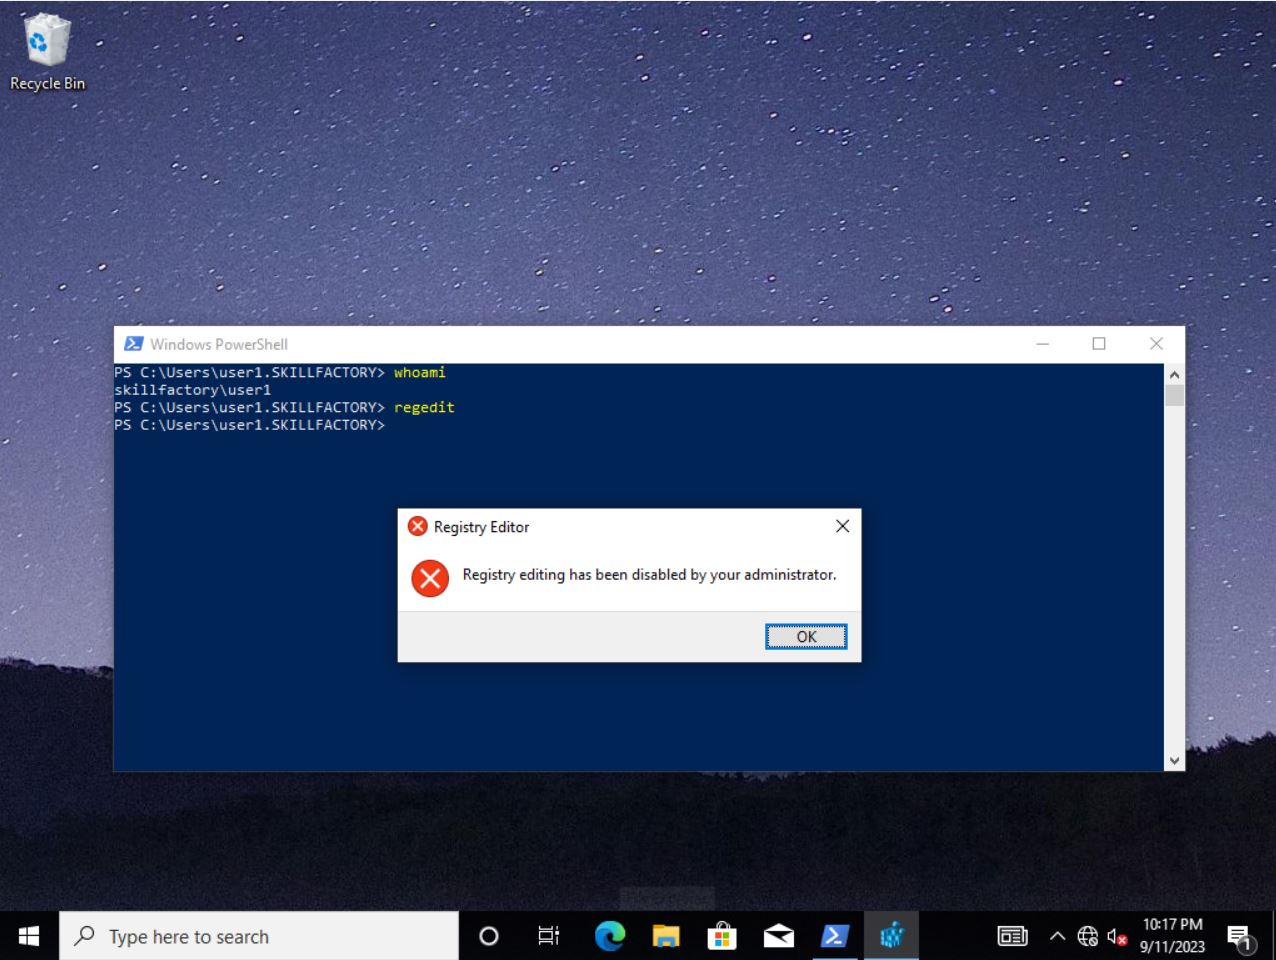 Recycle Bin
Windows PowerShell
PS C:\Users\user1.SKILLFACTORY> whoami
skillfactory\user1
PS C:\Users\user1.SKILLFACTORY> regedit
PS C:\Users\user1.SKILLFACTORY>
Registry Editor
Registry editing has been disabled by your administrator.
OK
Type here to search
10:17 PM
9/11/2023
1